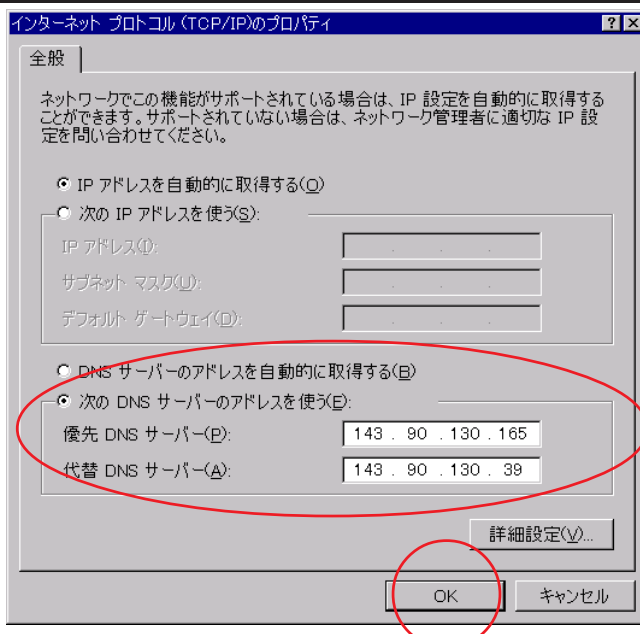 インターネット プロトコル (TCP/IP)のプロパティ
全般
ネットワークでこの機能がサポートされている場合は、IP 設定を自動的に取得する
ことができます。サポートされていない場合は、ネットワーク管理者に適切な IP 設
定を問い合わせてください。
IP アドレスを自動的に取得する(O)
次の IP アドレスを使う(S):
IP アドレス(I):
サブネット マスク(U):
デフォルト ゲートウェイ(D):
DNS サーバーのアドレスを自動的に取得する(B)
次の DNS サーバーのアドレスを使う(E):
優先 DNS サーバー(P): 143 . 90 . 130 . 165
代替 DNS サーバー(A): 143 . 90 . 130 . 39
詳細設定(V)...
OK キャンセル